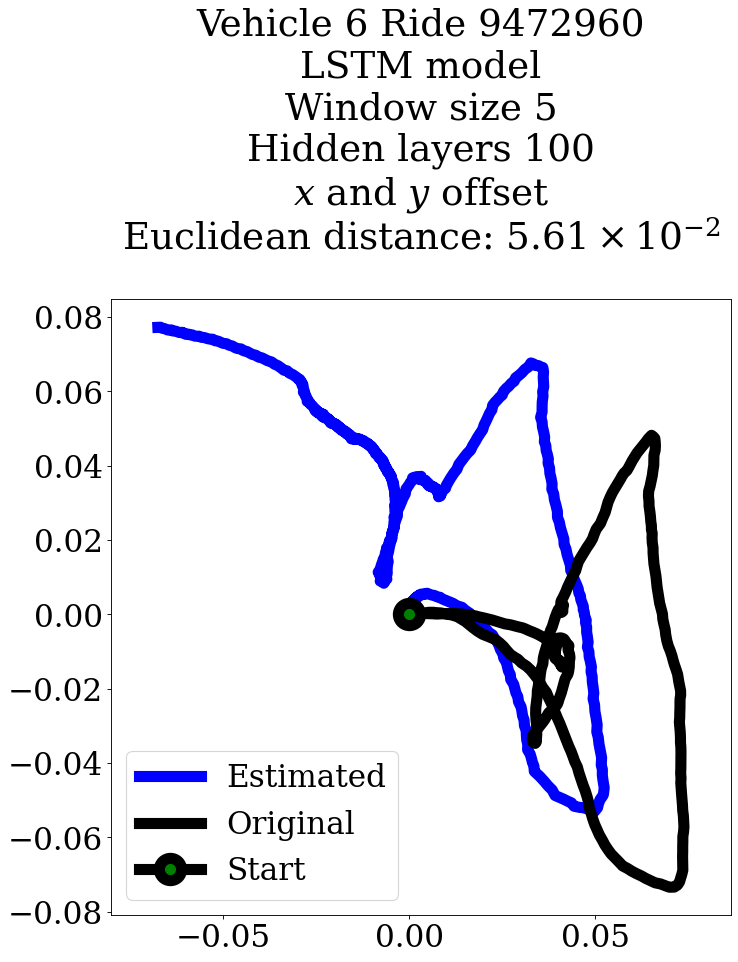 Vehicle 6 Ride 9472960
LSTM model
Window size 5
Hidden layers 100
x and y offset
Euclidean distance: 5.61 × 10⁻²
0.08
0.06
0.04
0.02
0.00
−0.02
−0.04
−0.06
−0.08
Estimated
Original
Start
−0.05
0.00
0.05